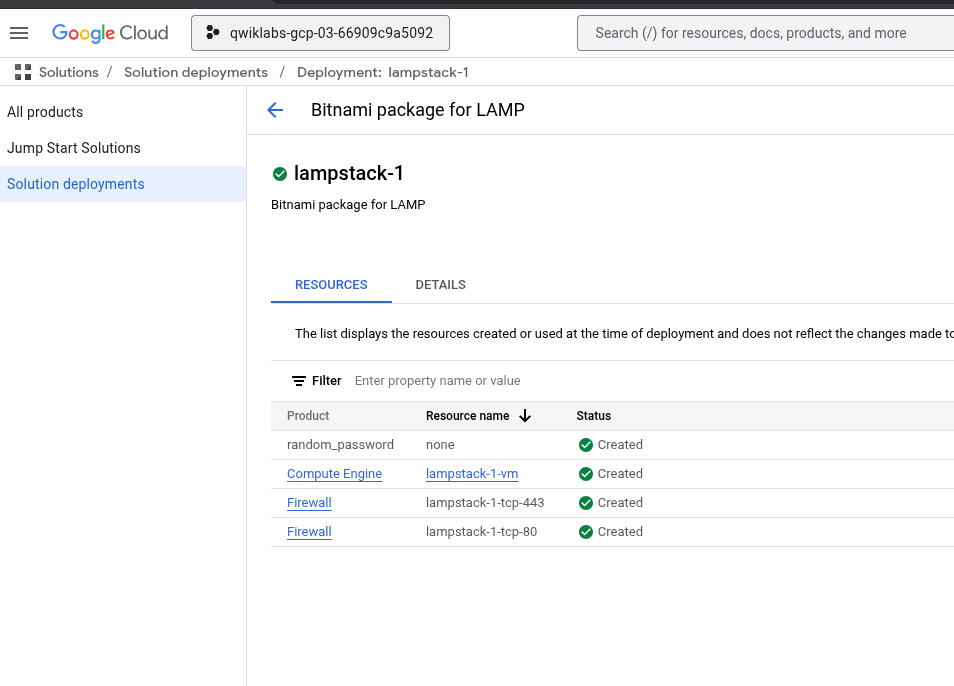 Google Cloud
qwiklabs-gcp-03-66909c9a5092
Search (/) for resources, docs, products, and more
Solutions / Solution deployments / Deployment: lampstack-1
All products
Jump Start Solutions
Solution deployments
Bitnami package for LAMP
lampstack-1
Bitnami package for LAMP
RESOURCES DETAILS
The list displays the resources created or used at the time of deployment and does not reflect the changes made to
Filter Enter property name or value
Product Resource name Status
random_password none Created
Compute Engine lampstack-1-vm Created
Firewall lampstack-1-tcp-443 Created
Firewall lampstack-1-tcp-80 Created